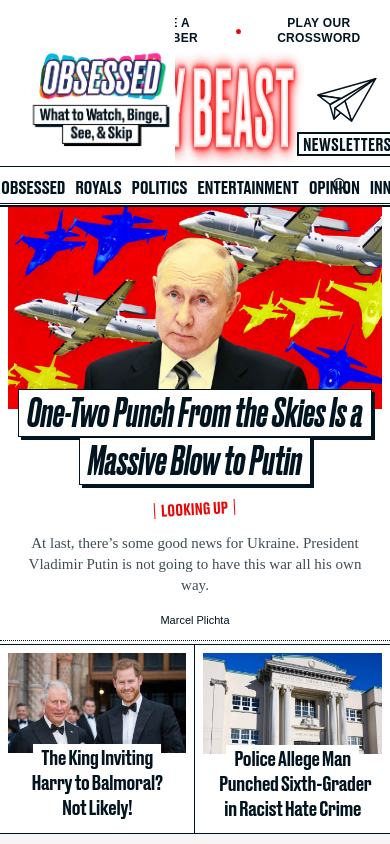 E A
BER
PLAY OUR
CROSSWORD
OBSESSED
What to Watch, Binge,
See, & Skip
Y BEAST
NEWSLETTERS
OBSESSED ROYALS POLITICS ENTERTAINMENT OPINION INN
One-Two Punch From the Skies Is a
Massive Blow to Putin
LOOKING UP
At last, there’s some good news for Ukraine. President
Vladimir Putin is not going to have this war all his own
way.
Marcel Plichta
The King Inviting
Harry to Balmoral?
Not Likely!
Police Allege Man
Punched Sixth-Grader
in Racist Hate Crime